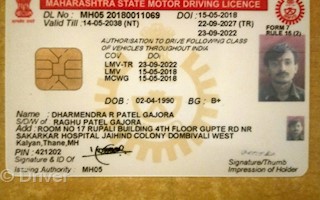 MAHARASHTRA STATE MOTOR DRIVING LICENCE
DL No : MH05 20180011069 DOI : 15-05-2018
Valid Till : 14-05-2038 (NT) 22-09-2027 (TR)
23-09-2022
FORM-7
RULE 16 (2)
AUTHORISATION TO DRIVE FOLLOWING CLASS
OF VEHICLES THROUGHOUT INDIA
COV DOI
LMV-TR 23-09-2022
LMV 15-05-2018
MCWG 15-05-2018
DOB : 02-04-1990 BG : B+
Name : DHARMENDRA R PATEL GAJORA
S/D/W of : RAGHU PATEL GAJORA
Add : ROOM NO 17 RUPALI BUILDING 4TH FLOOR GUPTE RD NR
SAKARKAR HOSPITAL JAIHIND COLONY DOMBIVALI WEST
Kalyan,Thane,MH
PIN : 421202
Signature & ID of
Issuing Authority MH05
Signature/Thumb
Impression of Holder
Driver